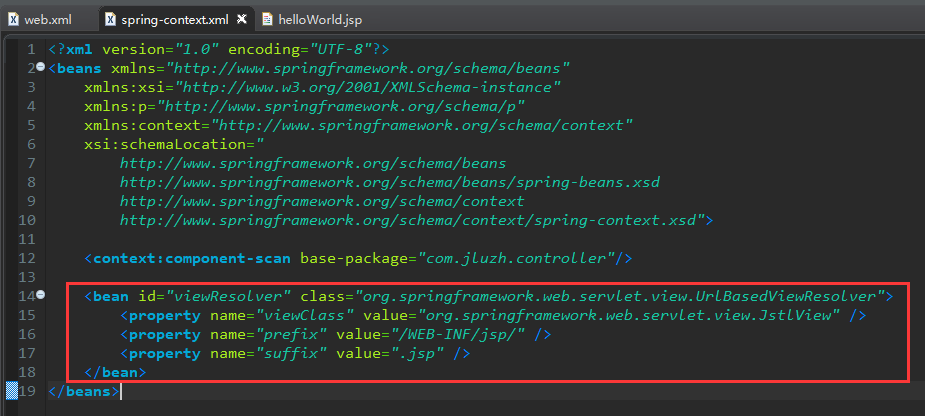 web.xml spring-context.xml helloWorld.jsp
1 <?xml version="1.0" encoding="UTF-8"?>
2 <beans xmlns="http://www.springframework.org/schema/beans"
3 xmlns:xsi="http://www.w3.org/2001/XMLSchema-instance"
4 xmlns:p="http://www.springframework.org/schema/p"
5 xmlns:context="http://www.springframework.org/schema/context"
6 xsi:schemaLocation="
7 http://www.springframework.org/schema/beans
8 http://www.springframework.org/schema/beans/spring-beans.xsd
9 http://www.springframework.org/schema/context
10 http://www.springframework.org/schema/context/spring-context.xsd">
11
12 <context:component-scan base-package="com.jluzh.controller"/>
13
14 <bean id="viewResolver" class="org.springframework.web.servlet.view.UrlBasedViewResolver">
15 <property name="viewClass" value="org.springframework.web.servlet.view.JstlView" />
16 <property name="prefix" value="/WEB-INF/jsp/" />
17 <property name="suffix" value=".jsp" />
18 </bean>
19 </beans>